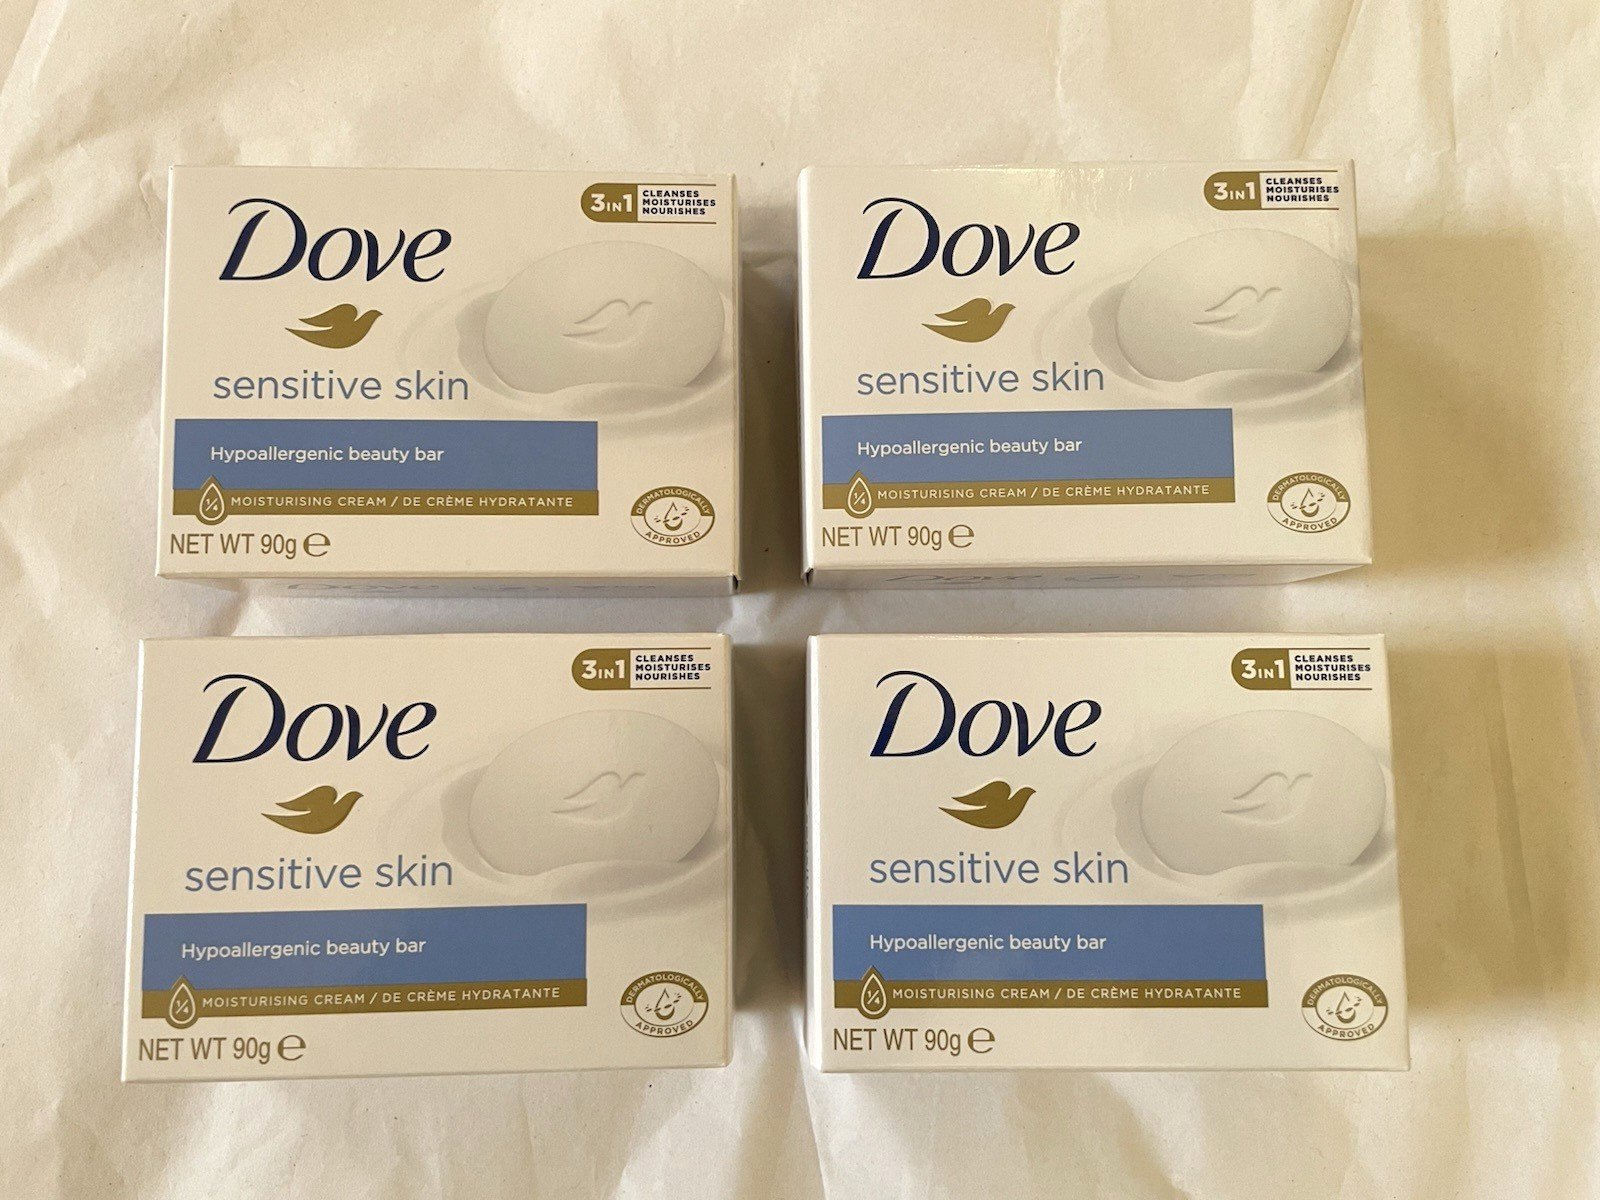 Dove
3IN1
CLEANSES
MOISTURISES
NOURISHES
sensitive skin
Hypoallergenic beauty bar
1/4 MOISTURISING CREAM / DE CRÈME HYDRATANTE
DERMATOLOGICALLY
APPROVED
NET WT 90g ℮
Dove
Dove
3IN1
CLEANSES
MOISTURISES
NOURISHES
sensitive skin
Hypoallergenic beauty bar
1/4 MOISTURISING CREAM / DE CRÈME HYDRATANTE
DERMATOLOGICALLY
APPROVED
NET WT 90g ℮
Dove
Dove
3IN1
CLEANSES
MOISTURISES
NOURISHES
sensitive skin
Hypoallergenic beauty bar
1/4 MOISTURISING CREAM / DE CRÈME HYDRATANTE
DERMATOLOGICALLY
APPROVED
NET WT 90g ℮
Dove
3IN1
CLEANSES
MOISTURISES
NOURISHES
sensitive skin
Hypoallergenic beauty bar
1/4 MOISTURISING CREAM / DE CRÈME HYDRATANTE
DERMATOLOGICALLY
APPROVED
NET WT 90g ℮